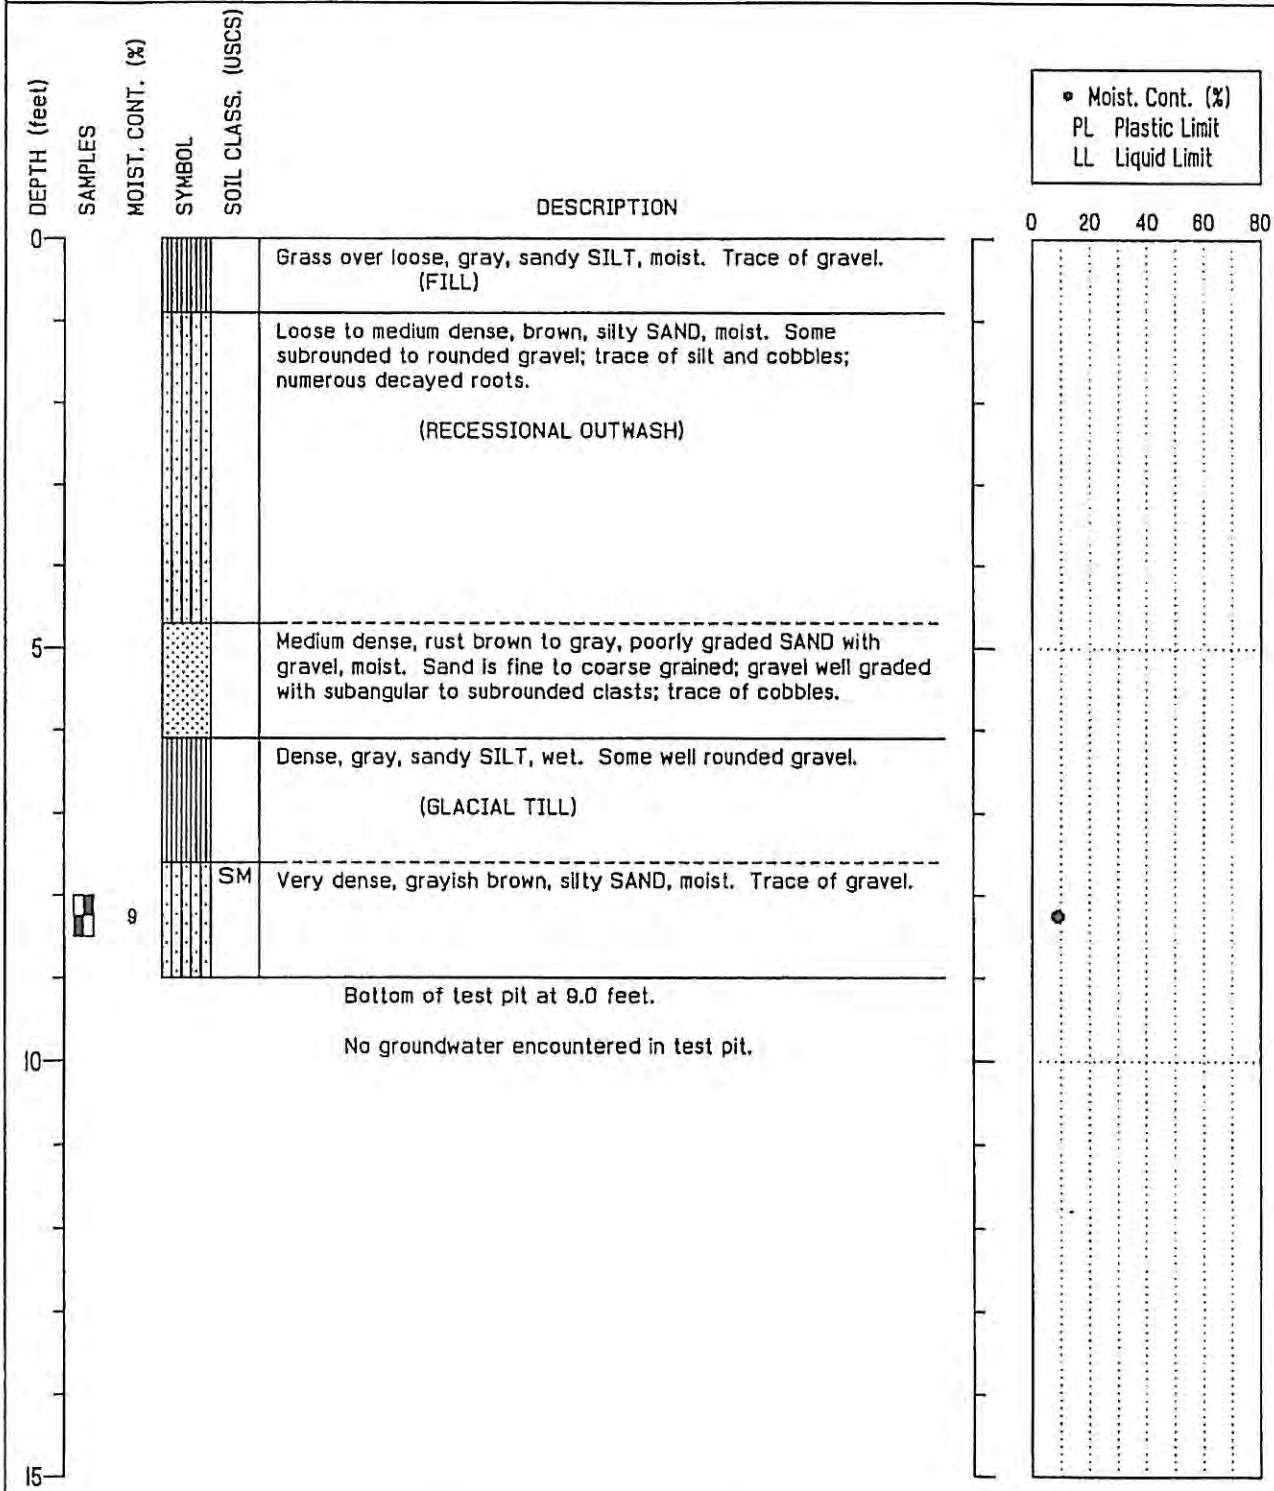 DEPTH (feet)
SAMPLES
MOIST. CONT. (%)
SYMBOL
SOIL CLASS. (USCS)
DESCRIPTION
• Moist. Cont. (%)
PL Plastic Limit
LL Liquid Limit
0 20 40 60 80
0
Grass over loose, gray, sandy SILT, moist. Trace of gravel.
(FILL)
Loose to medium dense, brown, silty SAND, moist. Some
subrounded to rounded gravel; trace of silt and cobbles;
numerous decayed roots.
(RECESSIONAL OUTWASH)
5
Medium dense, rust brown to gray, poorly graded SAND with
gravel, moist. Sand is fine to coarse grained; gravel well graded
with subangular to subrounded clasts; trace of cobbles.
Dense, gray, sandy SILT, wet. Some well rounded gravel.
(GLACIAL TILL)
SM Very dense, grayish brown, silty SAND, moist. Trace of gravel.
9
Bottom of test pit at 9.0 feet.
No groundwater encountered in test pit.
10
15